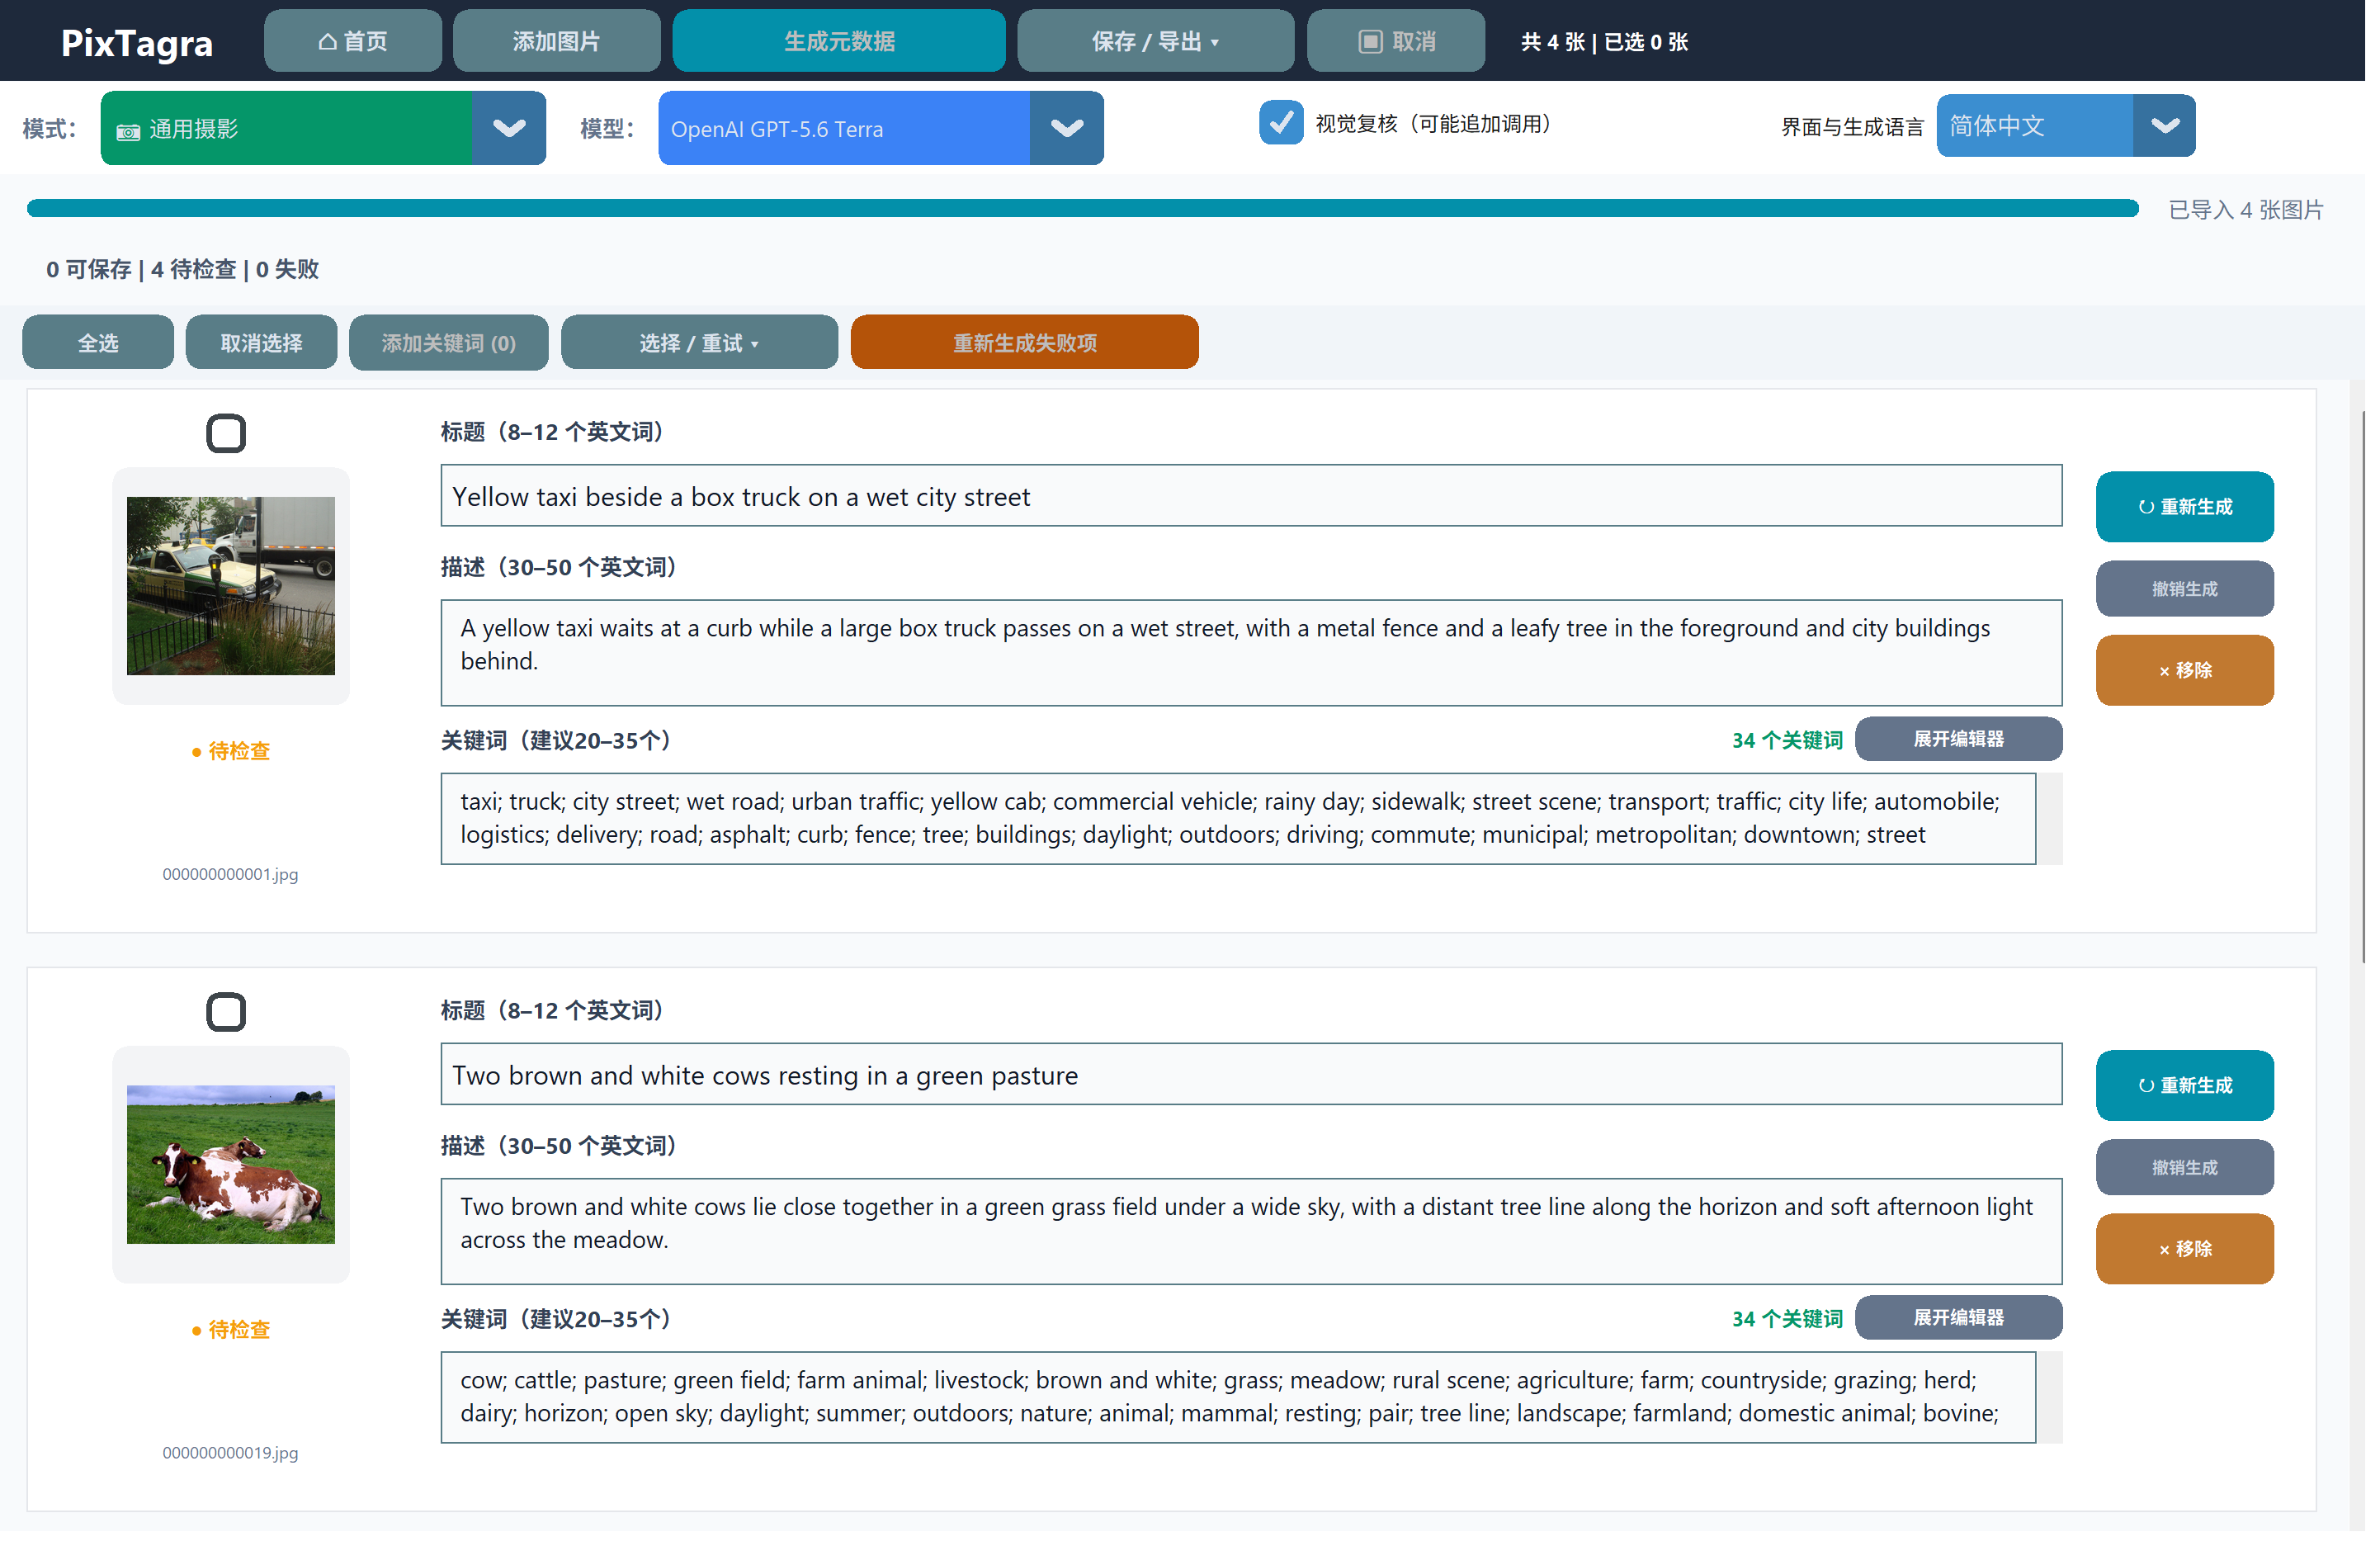 PixTagra
首页
添加图片
生成元数据
保存 / 导出 ▾
取消
共 4 张 | 已选 0 张
模式：
通用摄影
模型：
OpenAI GPT-5.6 Terra
视觉复核（可能追加调用）
界面与生成语言
简体中文
已导入 4 张图片
0 可保存 | 4 待检查 | 0 失败
全选
取消选择
添加关键词 (0)
选择 / 重试 ▾
重新生成失败项
标题（8–12 个英文词）
Yellow taxi beside a box truck on a wet city street
↻ 重新生成
描述（30–50 个英文词）
撤销生成
A yellow taxi waits at a curb while a large box truck passes on a wet street, with a metal fence and a leafy tree in the foreground and city buildings
behind.
× 移除
● 待检查
关键词（建议20–35个）
34 个关键词
展开编辑器
taxi; truck; city street; wet road; urban traffic; yellow cab; commercial vehicle; rainy day; sidewalk; street scene; transport; traffic; city life; automobile;
logistics; delivery; road; asphalt; curb; fence; tree; buildings; daylight; outdoors; driving; commute; municipal; metropolitan; downtown; street
000000000001.jpg
标题（8–12 个英文词）
Two brown and white cows resting in a green pasture
↻ 重新生成
描述（30–50 个英文词）
撤销生成
Two brown and white cows lie close together in a green grass field under a wide sky, with a distant tree line along the horizon and soft afternoon light
across the meadow.
× 移除
● 待检查
关键词（建议20–35个）
34 个关键词
展开编辑器
cow; cattle; pasture; green field; farm animal; livestock; brown and white; grass; meadow; rural scene; agriculture; farm; countryside; grazing; herd;
dairy; horizon; open sky; daylight; summer; outdoors; nature; animal; mammal; resting; pair; tree line; landscape; farmland; domestic animal; bovine;
000000000019.jpg